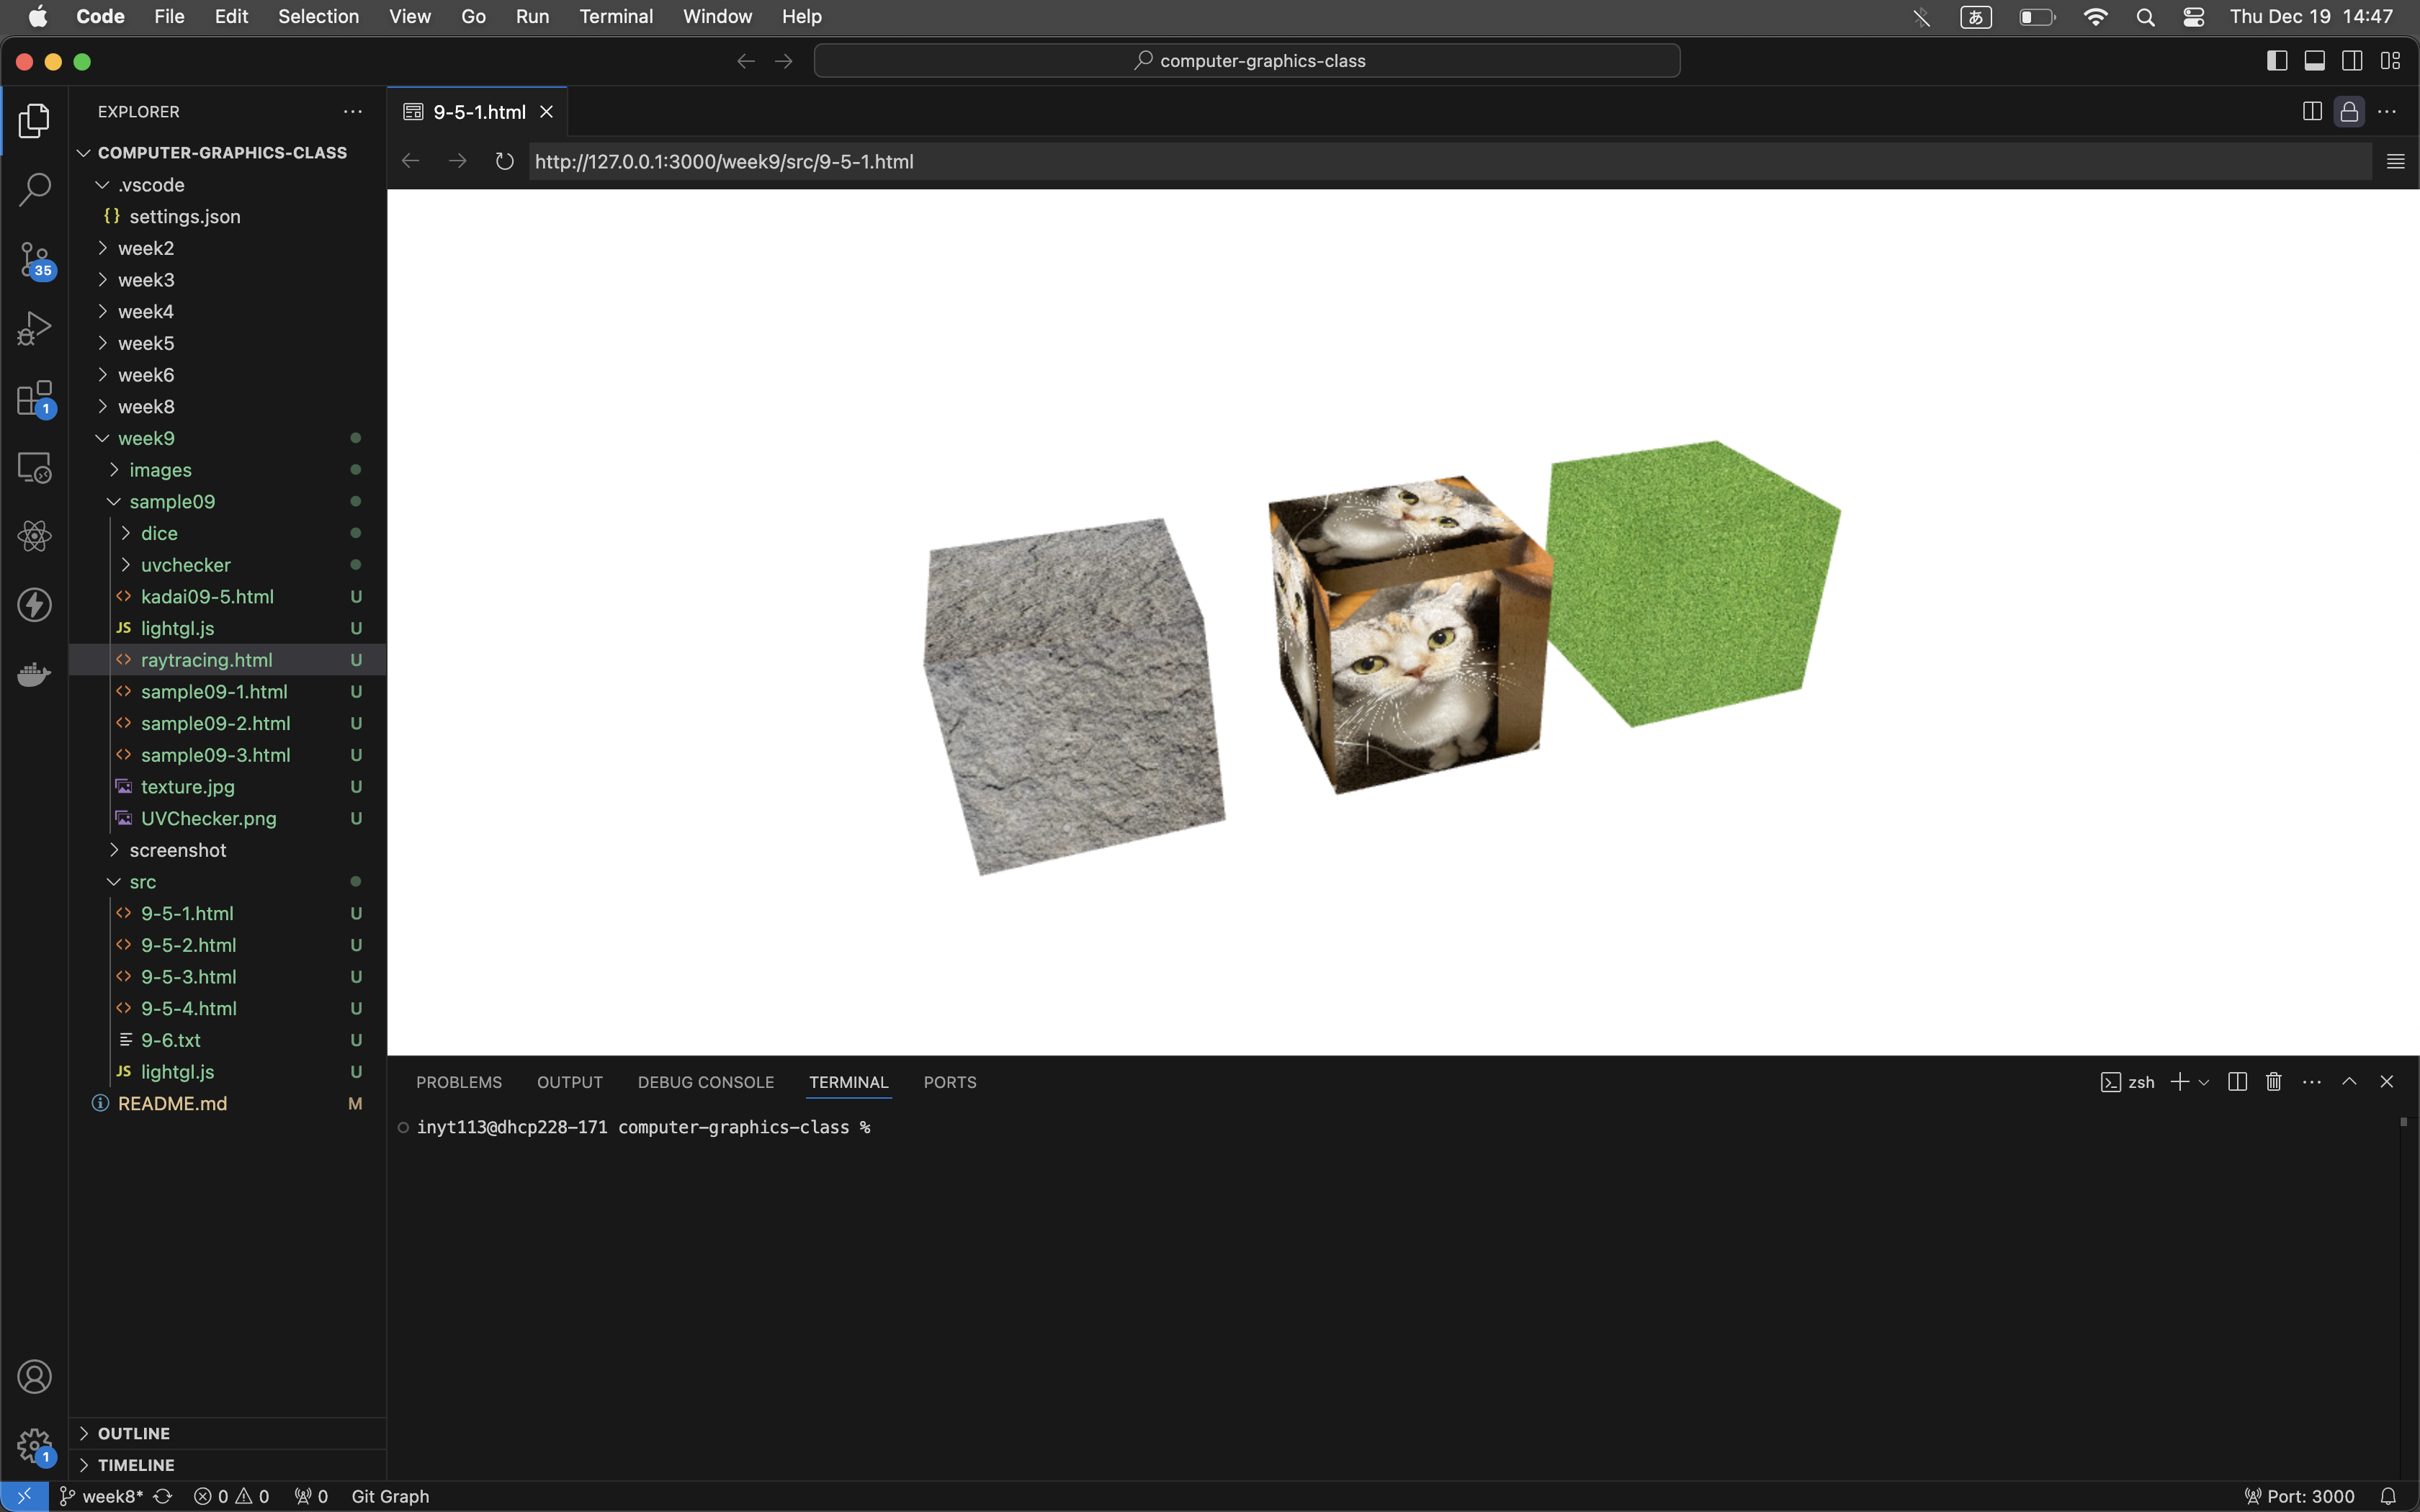 Code File Edit Selection View Go Run Terminal Window Help あ Thu Dec 19 14:47
computer-graphics-class
EXPLORER
COMPUTER-GRAPHICS-CLASS
.vscode
{} settings.json
week2
week3
35
week4
week5
week6
week8
1
week9
images
sample09
dice
uvchecker
<> kadai09-5.html U
JS lightgl.js U
<> raytracing.html U
<> sample09-1.html U
<> sample09-2.html U
<> sample09-3.html U
texture.jpg U
UVChecker.png U
screenshot
src
<> 9-5-1.html U
<> 9-5-2.html U
<> 9-5-3.html U
<> 9-5-4.html U
9-6.txt U
JS lightgl.js U
README.md M
OUTLINE
1
TIMELINE
9-5-1.html
http://127.0.0.1:3000/week9/src/9-5-1.html
PROBLEMS OUTPUT DEBUG CONSOLE TERMINAL PORTS zsh
inyt113@dhcp228-171 computer-graphics-class %
week8* 0 0 0 Git Graph Port: 3000